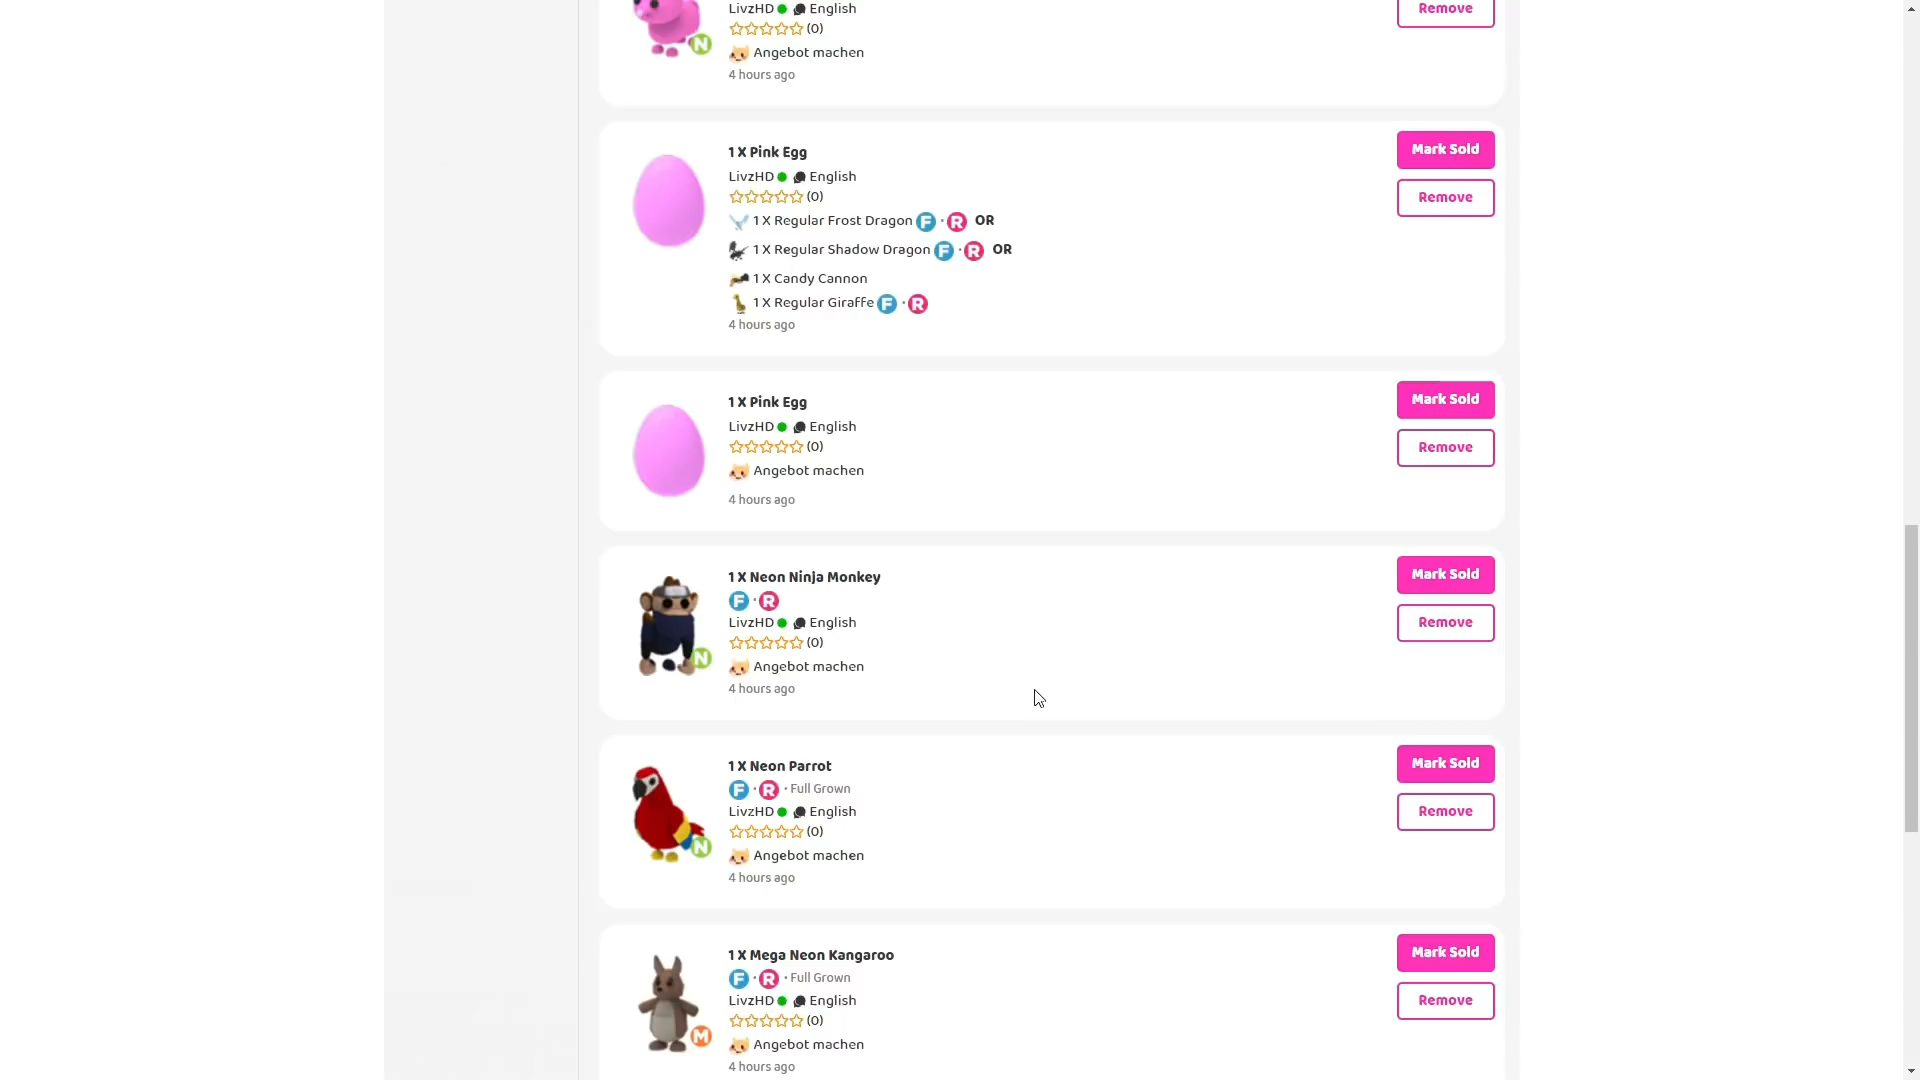 LivzHD English
(0)
Angebot machen
4 hours ago
Remove
1 X Pink Egg
LivzHD English
(0)
1 X Regular Frost Dragon F · R OR
1 X Regular Shadow Dragon F · R OR
1 X Candy Cannon
1 X Regular Giraffe F · R
4 hours ago
Mark Sold
Remove
1 X Pink Egg
LivzHD English
(0)
Angebot machen
4 hours ago
Mark Sold
Remove
1 X Neon Ninja Monkey
F · R
LivzHD English
(0)
Angebot machen
4 hours ago
Mark Sold
Remove
1 X Neon Parrot
F · R · Full Grown
LivzHD English
(0)
Angebot machen
4 hours ago
Mark Sold
Remove
1 X Mega Neon Kangaroo
F · R · Full Grown
LivzHD English
(0)
Angebot machen
4 hours ago
Mark Sold
Remove
N
N
N
M